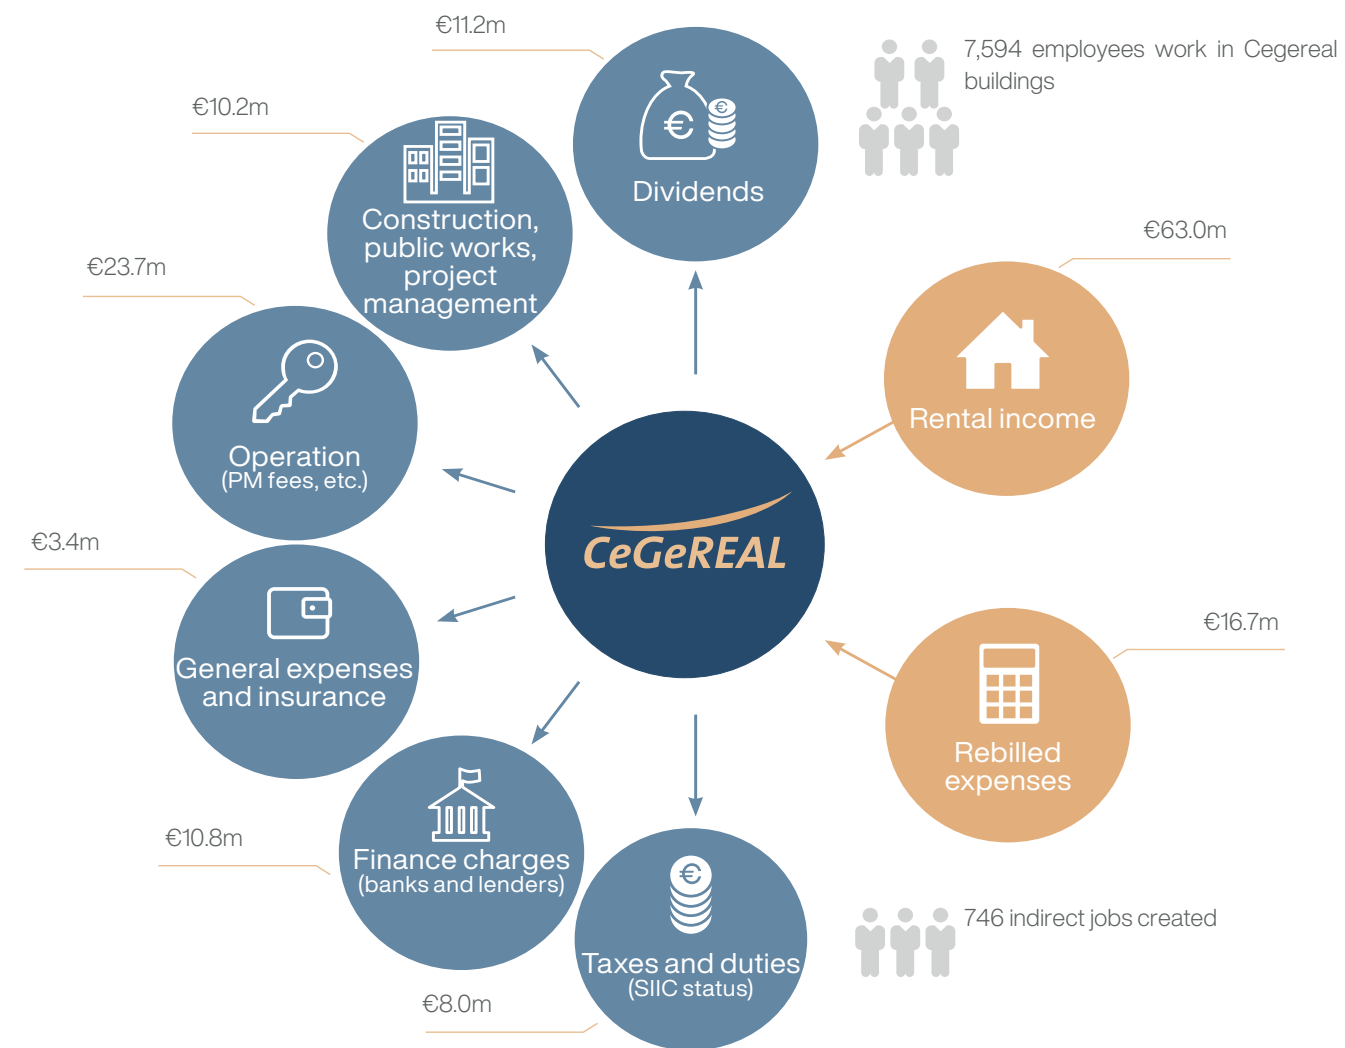 €11.2m
Dividends
7,594 employees work in Cegereal
buildings
€10.2m
Construction,
public works,
project
management
€63.0m
Rental income
€23.7m
Operation
(PM fees, etc.)
CeGeREAL
€3.4m
General expenses
and insurance
€16.7m
Rebilled
expenses
€10.8m
Finance charges
(banks and lenders)
746 indirect jobs created
Taxes and duties
(SIIC status)
€8.0m